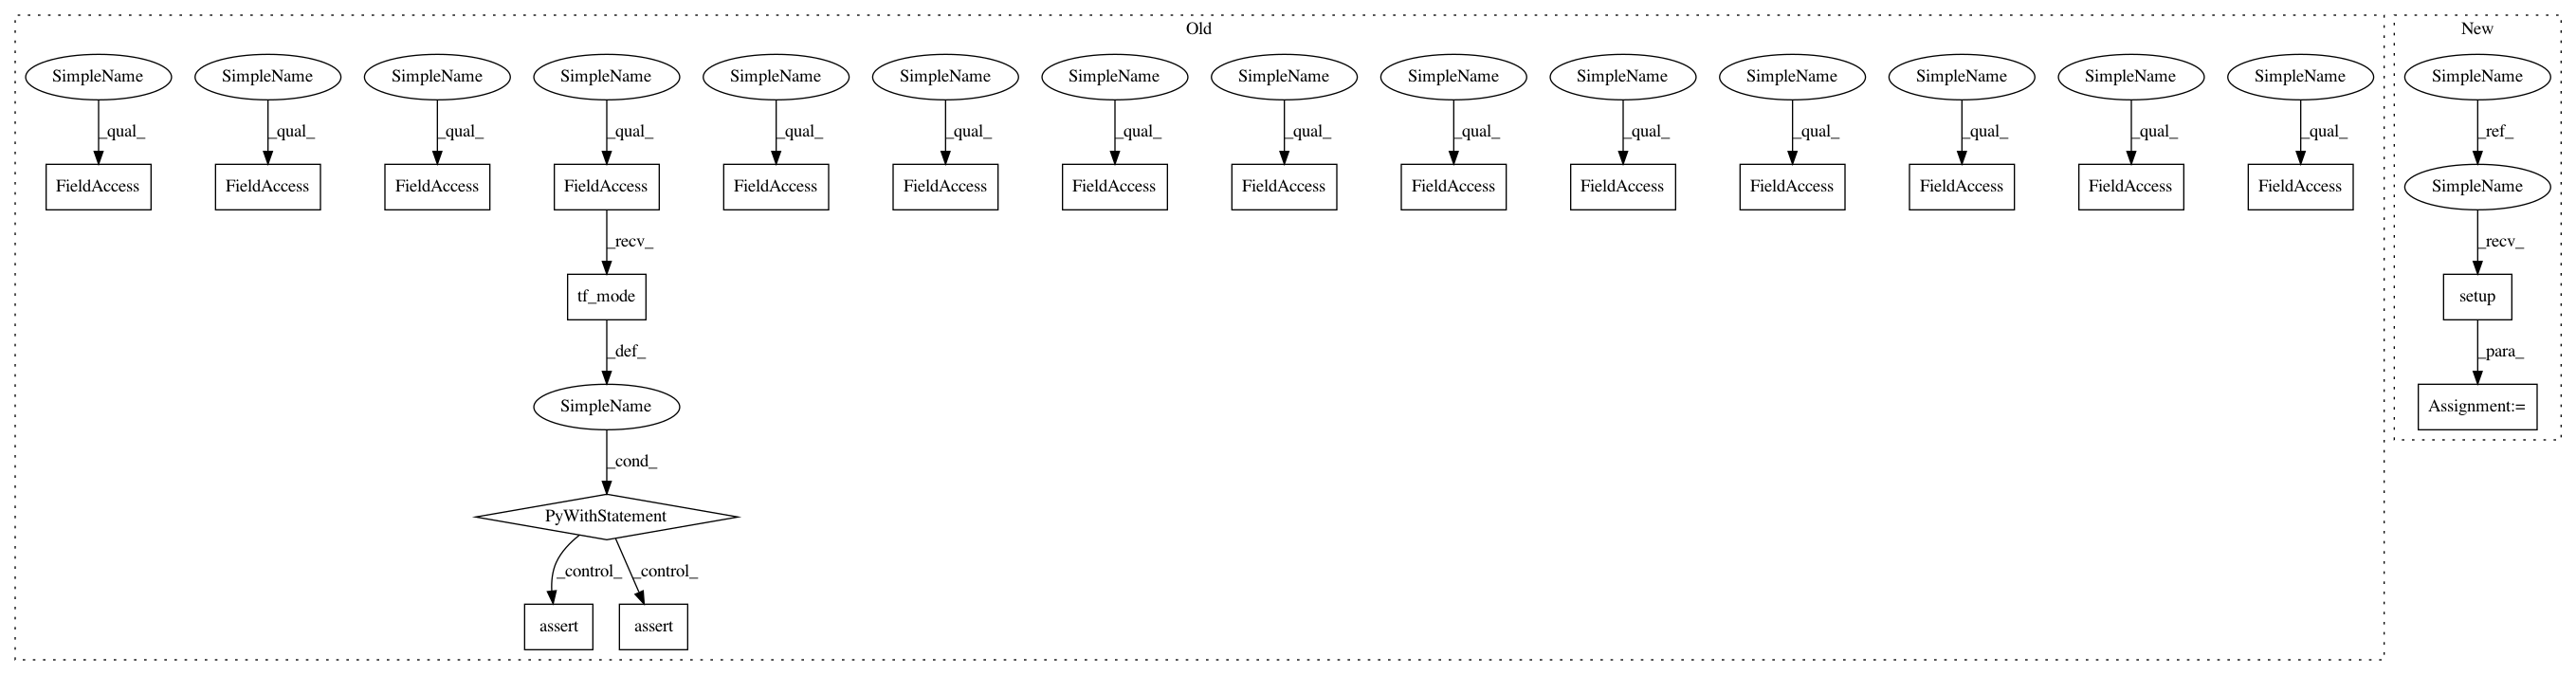 Old New
SimpleName SimpleName SimpleName SimpleName SimpleName SimpleName SimpleName SimpleName SimpleName SimpleName SimpleName SimpleName SimpleName SimpleName SimpleName
_qual_ _qual_ _qual_ _qual_ _qual_ _qual_ _qual_ _qual_ _qual_ _qual_ _qual_ _qual_ _qual_ _qual_ _ref_
FieldAccess FieldAccess FieldAccess FieldAccess FieldAccess FieldAccess FieldAccess FieldAccess FieldAccess FieldAccess FieldAccess FieldAccess FieldAccess FieldAccess SimpleName
_recv_ _recv_
tf_mode setup
_def_ _para_
SimpleName Assignment:=
_cond_
PyWithStatement
_control_ _control_
assert assert